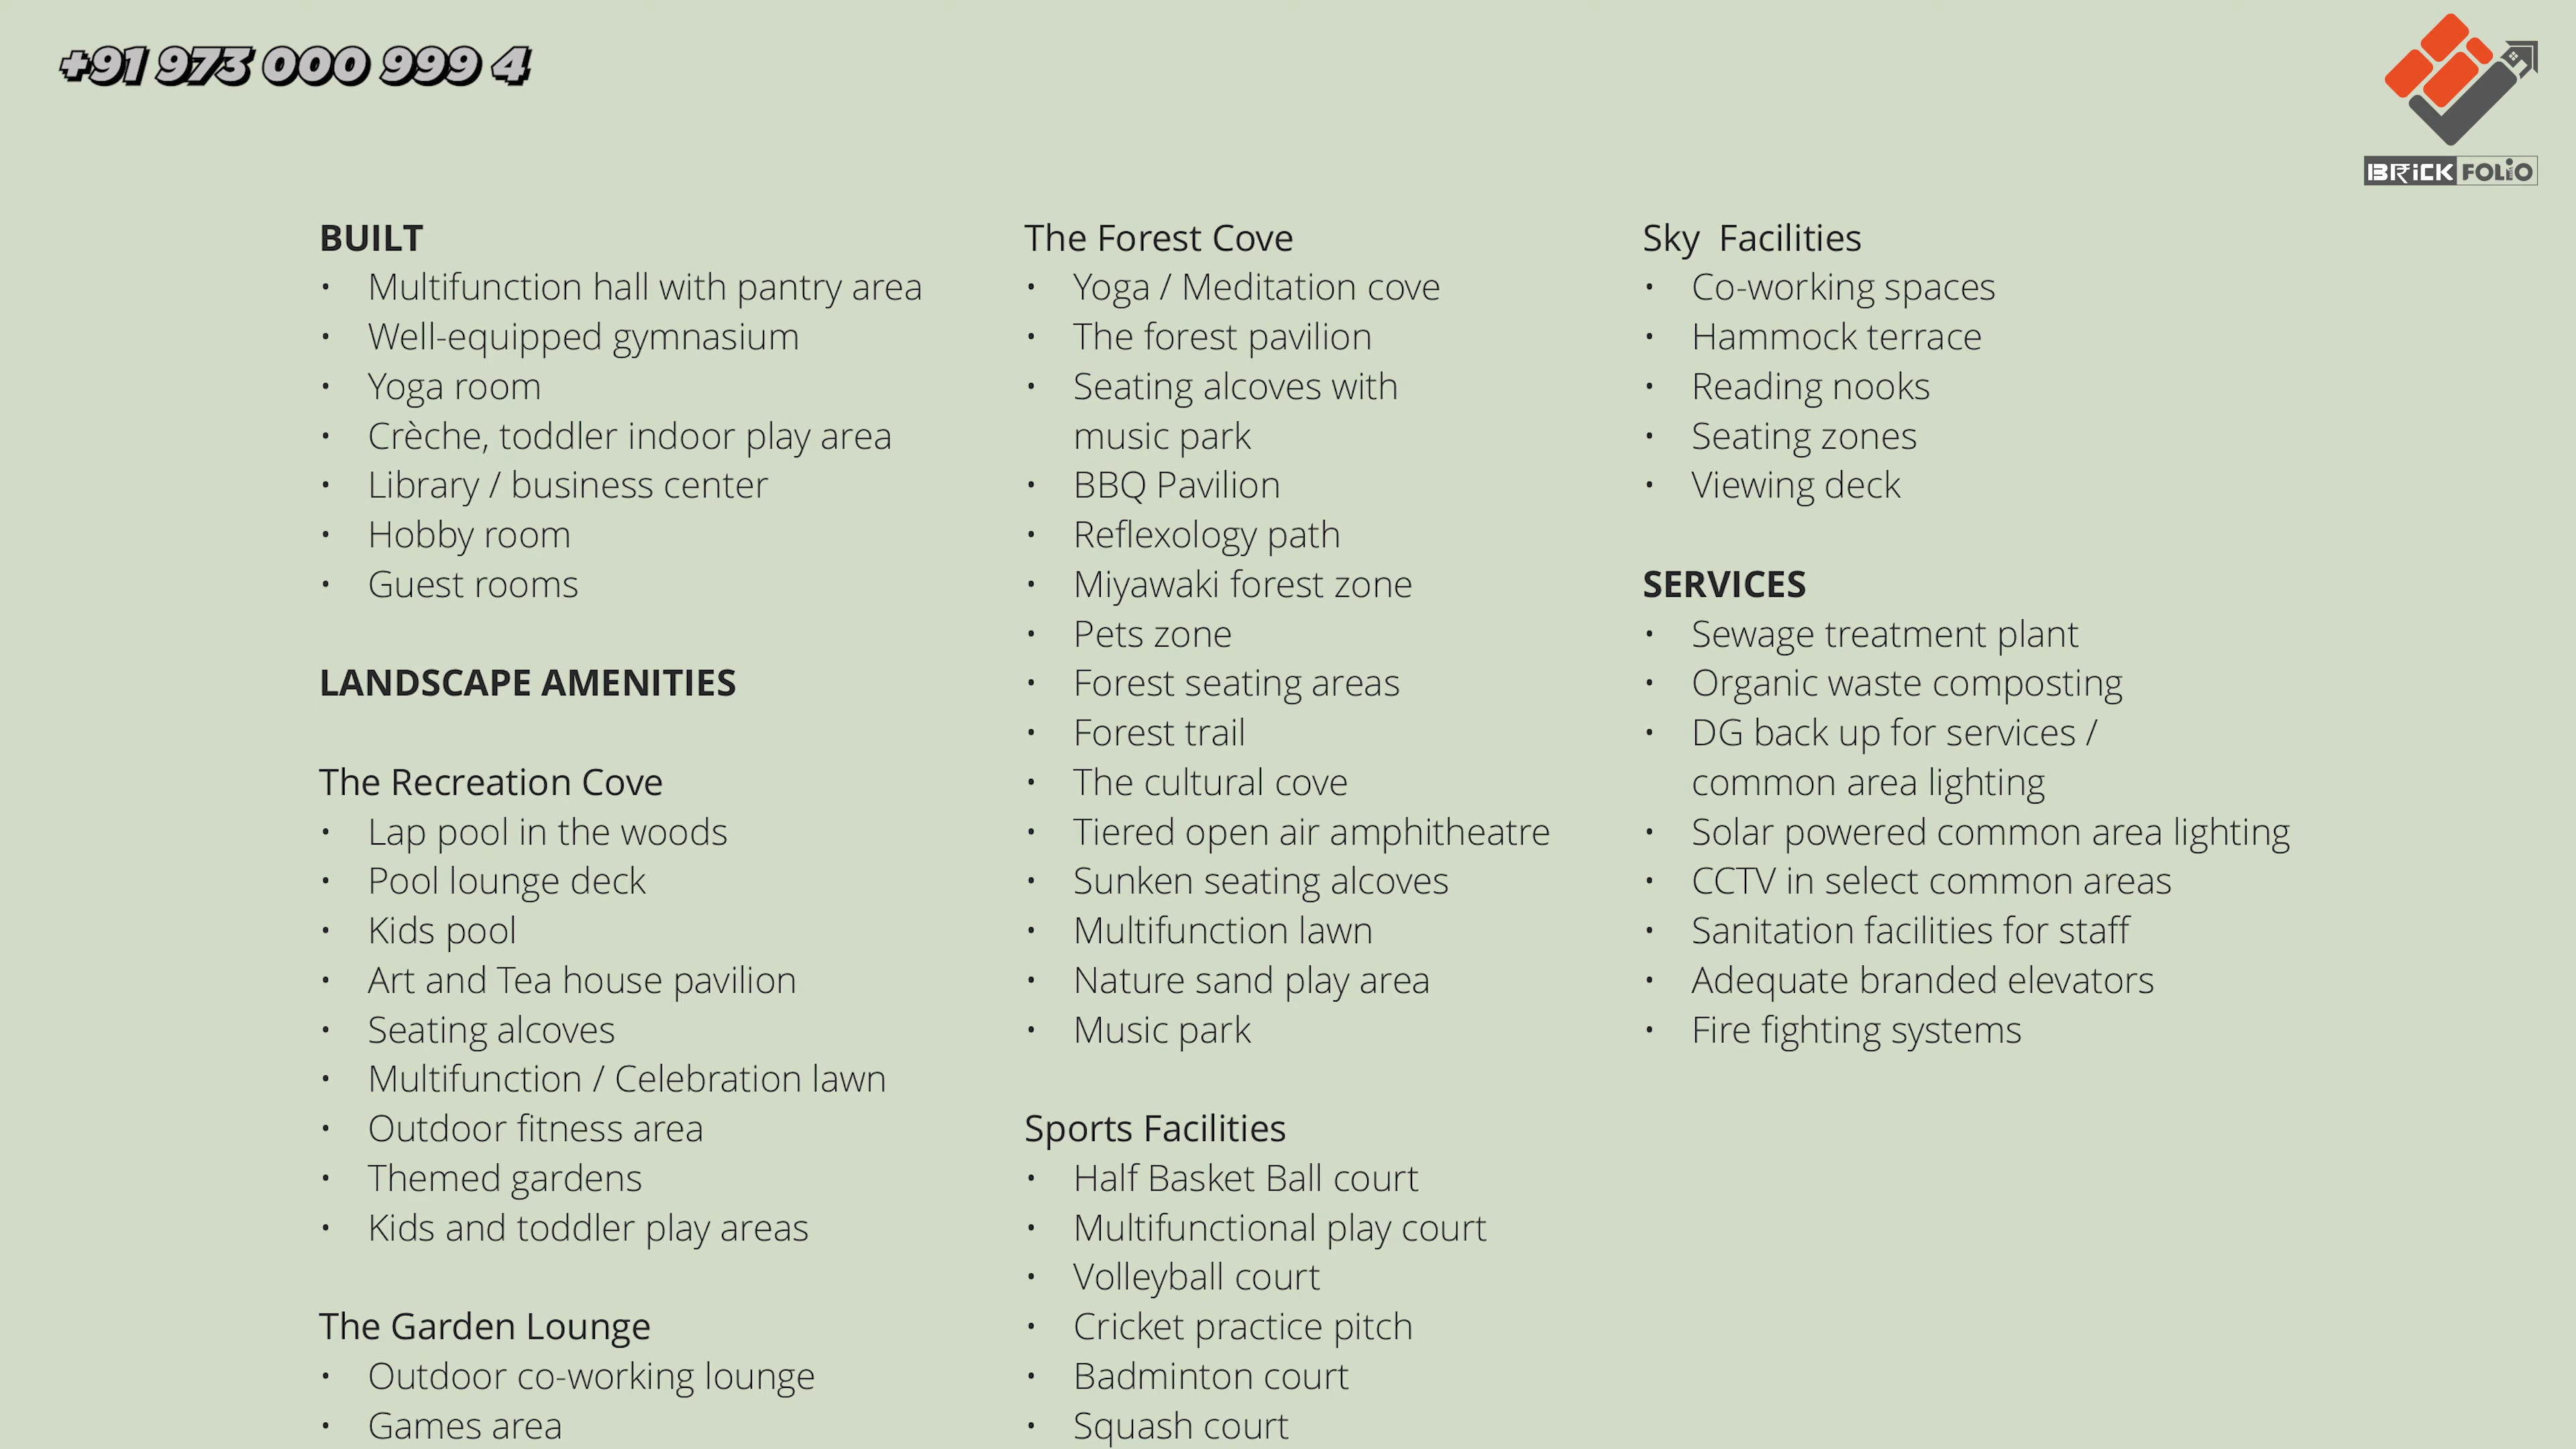 +91 973 000 999 4
BRiCK FOLiO
BUILT
• Multifunction hall with pantry area
• Well-equipped gymnasium
• Yoga room
• Crèche, toddler indoor play area
• Library / business center
• Hobby room
• Guest rooms
LANDSCAPE AMENITIES
The Recreation Cove
• Lap pool in the woods
• Pool lounge deck
• Kids pool
• Art and Tea house pavilion
• Seating alcoves
• Multifunction / Celebration lawn
• Outdoor fitness area
• Themed gardens
• Kids and toddler play areas
The Garden Lounge
• Outdoor co-working lounge
• Games area
The Forest Cove
• Yoga / Meditation cove
• The forest pavilion
• Seating alcoves with
music park
• BBQ Pavilion
• Reflexology path
• Miyawaki forest zone
• Pets zone
• Forest seating areas
• Forest trail
• The cultural cove
• Tiered open air amphitheatre
• Sunken seating alcoves
• Multifunction lawn
• Nature sand play area
• Music park
Sports Facilities
• Half Basket Ball court
• Multifunctional play court
• Volleyball court
• Cricket practice pitch
• Badminton court
• Squash court
Sky Facilities
• Co-working spaces
• Hammock terrace
• Reading nooks
• Seating zones
• Viewing deck
SERVICES
• Sewage treatment plant
• Organic waste composting
• DG back up for services /
common area lighting
• Solar powered common area lighting
• CCTV in select common areas
• Sanitation facilities for staff
• Adequate branded elevators
• Fire fighting systems